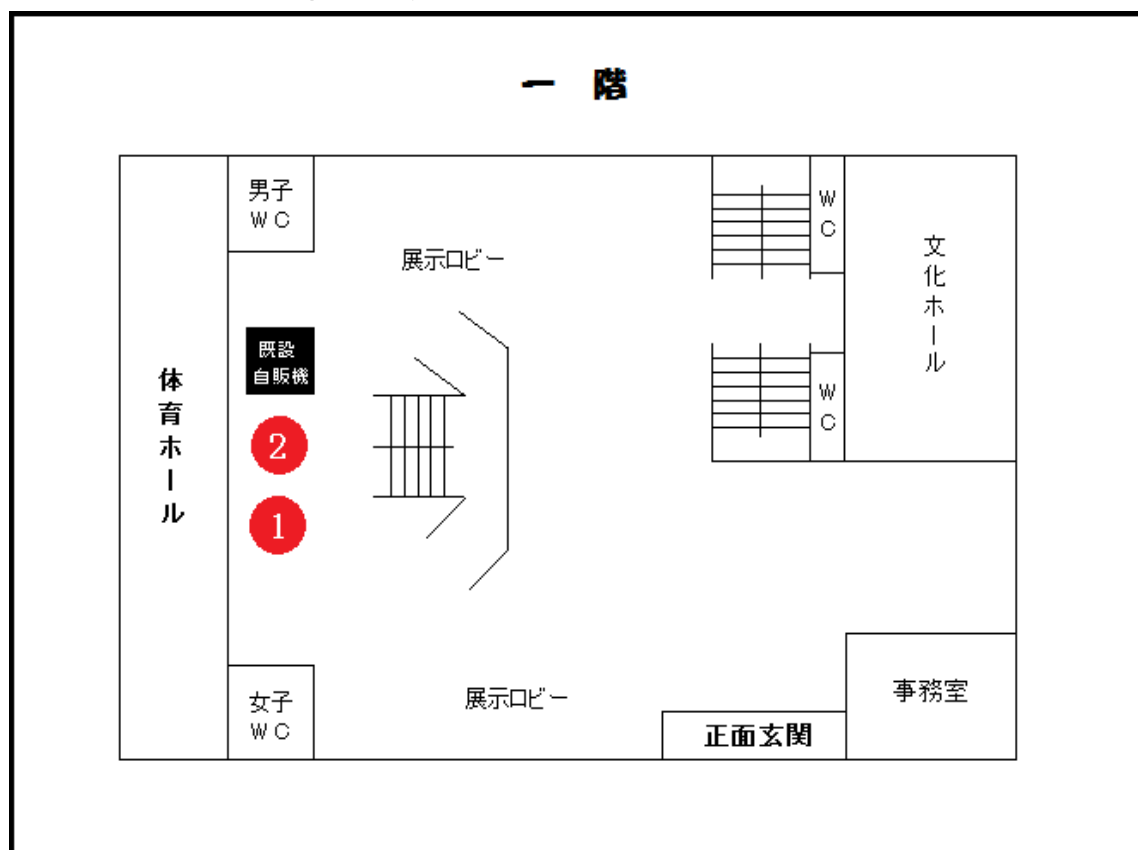 一 階
男子
ＷＣ
展示ロビー
ＷＣ
文化ホール
既設
自販機
体育ホール
2
ＷＣ
1
女子
ＷＣ
展示ロビー
正面玄関
事務室